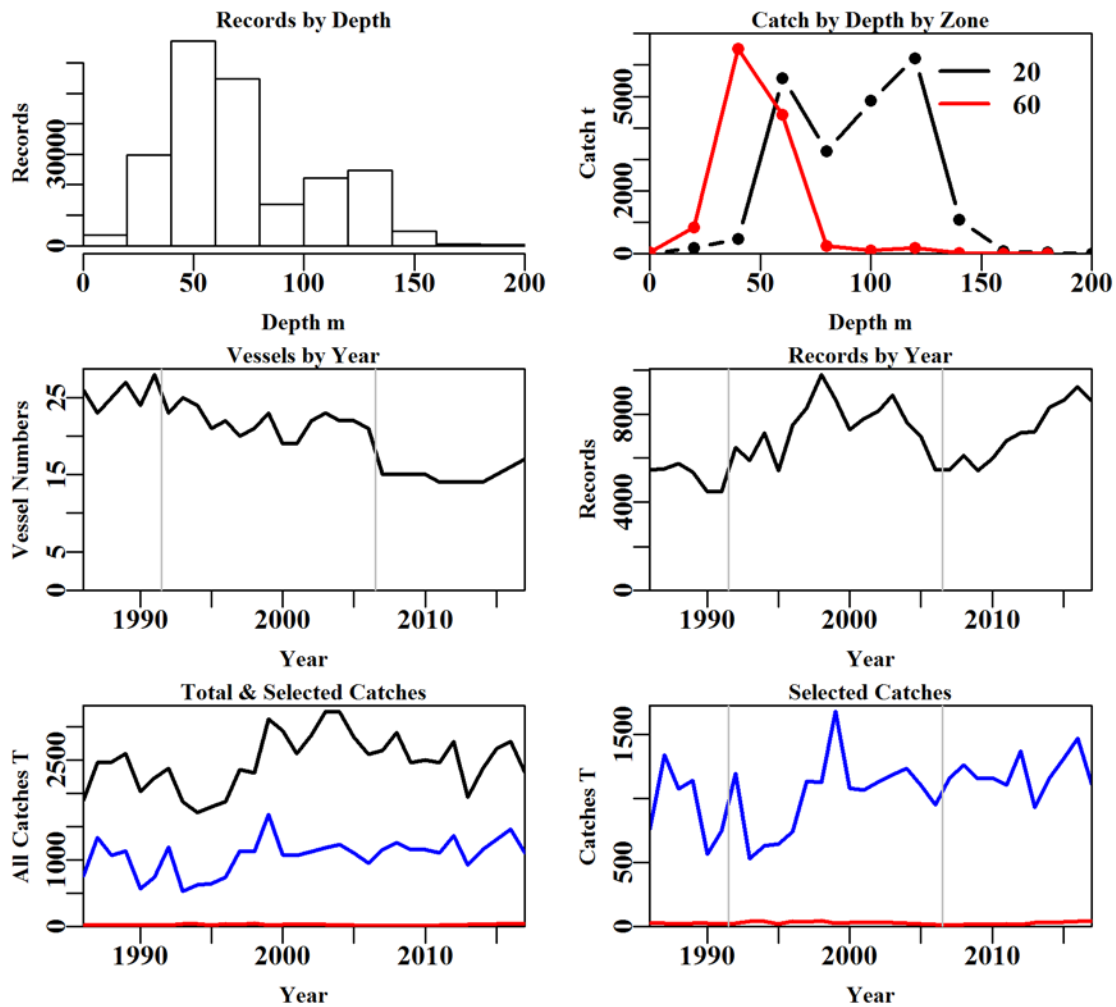 Records by Depth
Records
0
30000
0
50
100
150
200
Depth m
Catch by Depth by Zone
Catch t
0
2000
5000
20
60
0
50
100
150
200
Depth m
Vessels by Year
Vessel Numbers
0
5
15
25
1990
2000
2010
Year
Records by Year
Records
0
4000
8000
1990
2000
2010
Year
Total & Selected Catches
All Catches T
0
1000
2500
1990
2000
2010
Year
Selected Catches
Catches T
0
500
1500
1990
2000
2010
Year